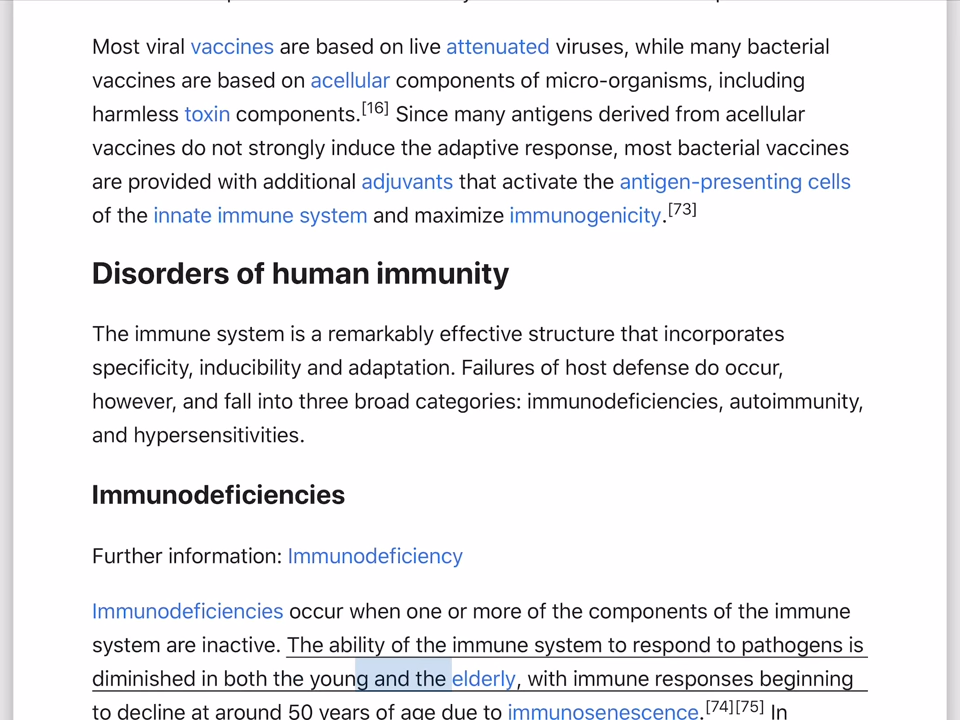 Most viral vaccines are based on live attenuated viruses, while many bacterial
vaccines are based on acellular components of micro-organisms, including
harmless toxin components.[16] Since many antigens derived from acellular
vaccines do not strongly induce the adaptive response, most bacterial vaccines
are provided with additional adjuvants that activate the antigen-presenting cells
of the innate immune system and maximize immunogenicity.[73]
Disorders of human immunity
The immune system is a remarkably effective structure that incorporates
specificity, inducibility and adaptation. Failures of host defense do occur,
however, and fall into three broad categories: immunodeficiencies, autoimmunity,
and hypersensitivities.
Immunodeficiencies
Further information: Immunodeficiency
Immunodeficiencies occur when one or more of the components of the immune
system are inactive. The ability of the immune system to respond to pathogens is
diminished in both the young and the elderly, with immune responses beginning
to decline at around 50 years of age due to immunosenescence.[74][75] In